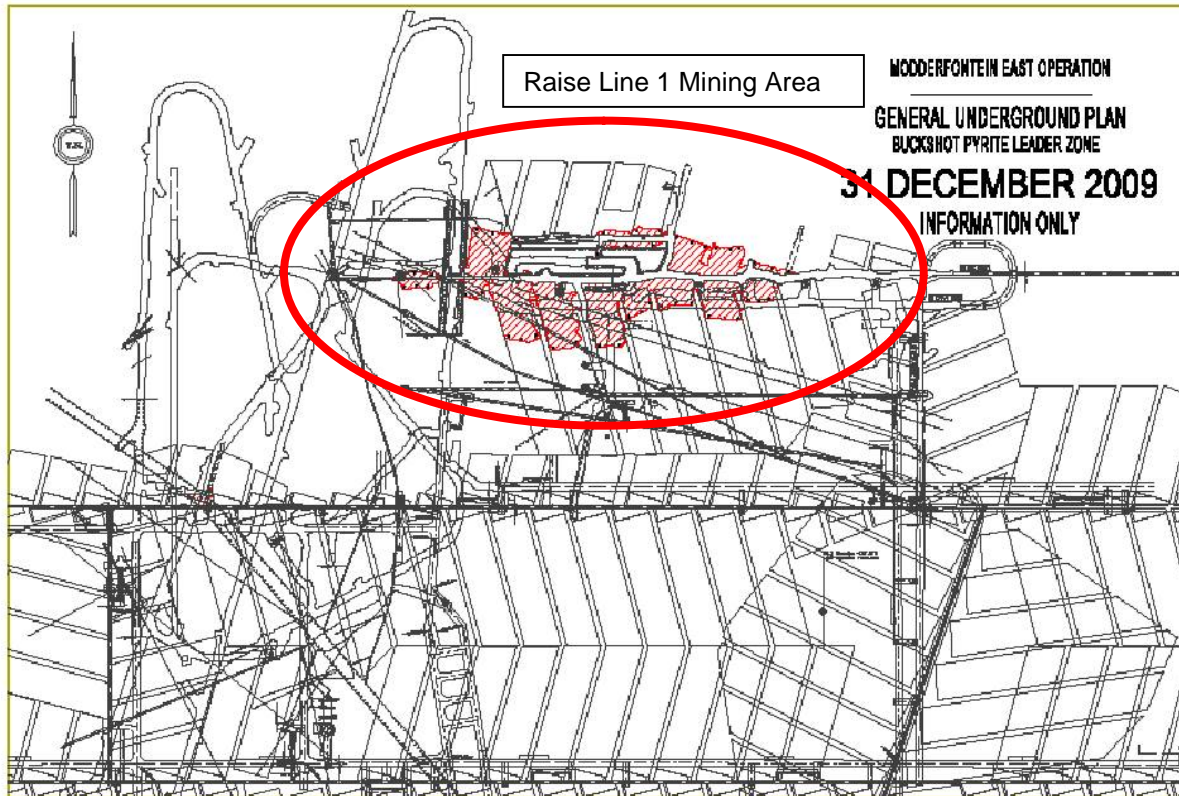 Raise Line 1 Mining Area
MODDERFONTEIN EAST OPERATION
GENERAL UNDERGROUND PLAN
BUCKSHOT PYRITE LEADER ZONE
31 DECEMBER 2009
INFORMATION ONLY
T.N.